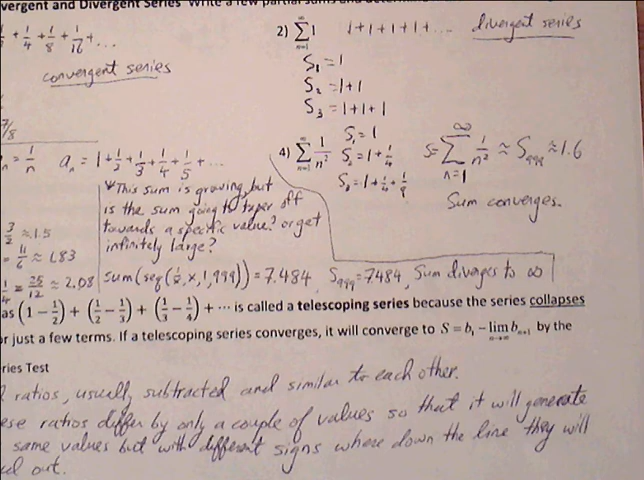 vergent and Divergent Series Write a few partial sums and
+ 1/4 + 1/8 + 1/16 + ...
convergent series
2) ∞ Σ n=1 1 1+1+1+1+... divergent series
S₁ = 1
S₂ = 1+1
S₃ = 1+1+1
7/8
= 1/n aₙ = 1 + 1/2 + 1/3 + 1/4 + 1/5 + ...
4) ∞ Σ n=1 1/n² S₁ = 1
= 1 + 1/4
= 1 + 1/4 + 1/9
S = ∞ Σ n=1 1/n² ≈ S₉₉₉ ≈ 1.6
Sum converges.
*This sum is growing, but
is the sum going to taper off
towards a specific value? or get
infinitely large?
3/2 ≈ 1.5
= 11/6 ≈ 1.83
1/4 = 25/12 ≈ 2.08
sum(seq(1/x, x, 1, 999)) = 7.484 S₉₉₉ = 7.484, Sum diverges to ∞
as (1 − 1/2) + (1/2 − 1/3) + (1/3 − 1/4) + ··· is called a telescoping series because the series collapses
or just a few terms. If a telescoping series converges, it will converge to S = b₁ − lim n→∞ bₙ₊₁ by the
ries Test
ratios, usually subtracted and similar to each other.
ese ratios differ by only a couple of values so that it will generate
same values but with different signs where down the line they will
out.